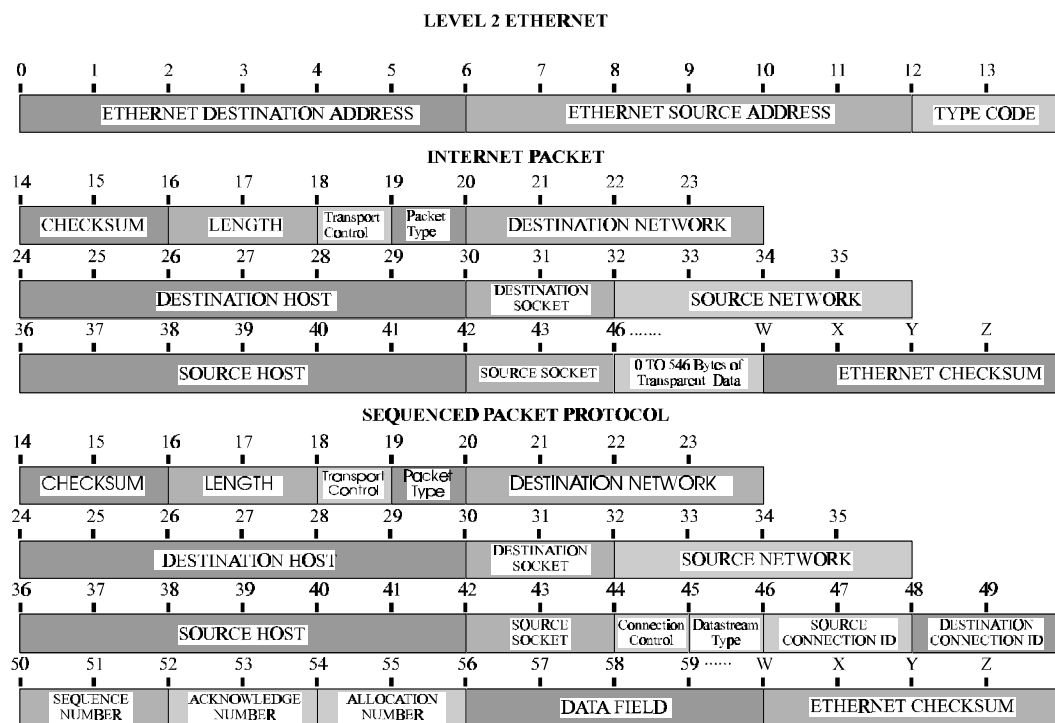 LEVEL 2 ETHERNET
0 1 2 3 4 5 6 7 8 9 10 11 12 13
ETHERNET DESTINATION ADDRESS ETHERNET SOURCE ADDRESS TYPE CODE
INTERNET PACKET
14 15 16 17 18 19 20 21 22 23
CHECKSUM LENGTH Transport Control Packet Type DESTINATION NETWORK
24 25 26 27 28 29 30 31 32 33 34 35
DESTINATION HOST DESTINATION SOCKET SOURCE NETWORK
36 37 38 39 40 41 42 43 46 ....... W X Y Z
SOURCE HOST SOURCE SOCKET 0 TO 546 Bytes of Transparent Data ETHERNET CHECKSUM
SEQUENCED PACKET PROTOCOL
14 15 16 17 18 19 20 21 22 23
CHECKSUM LENGTH Transport Control Packet Type DESTINATION NETWORK
24 25 26 27 28 29 30 31 32 33 34 35
DESTINATION HOST DESTINATION SOCKET SOURCE NETWORK
36 37 38 39 40 41 42 43 44 45 46 47 48 49
SOURCE HOST SOURCE SOCKET Connection Control Datastream Type SOURCE CONNECTION ID DESTINATION CONNECTION ID
50 51 52 53 54 55 56 57 58 59 ...... W X Y Z
SEQUENCE NUMBER ACKNOWLEDGE NUMBER ALLOCATION NUMBER DATA FIELD ETHERNET CHECKSUM